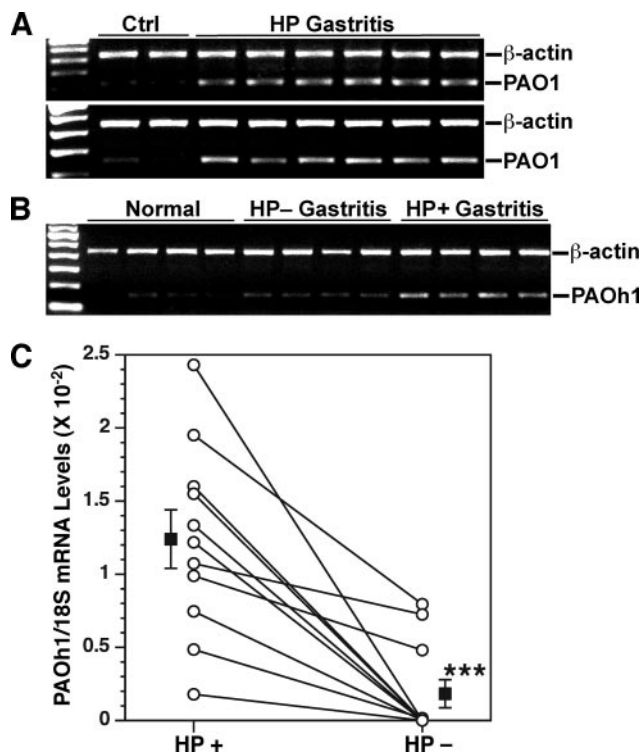 A
Ctrl HP Gastritis
β-actin
PAO1
β-actin
PAO1
B
Normal HP– Gastritis HP+ Gastritis
β-actin
PAOh1
C
PAOh1/18S mRNA Levels (X 10⁻²)
2.5
2
1.5
1
0.5
0
***
HP + HP –